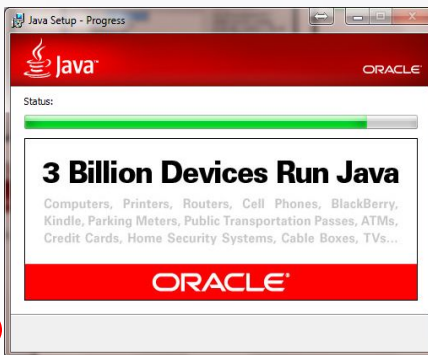 Java Setup - Progress
Java™
ORACLE®
Status:
3 Billion Devices Run Java
Computers, Printers, Routers, Cell Phones, BlackBerry,
Kindle, Parking Meters, Public Transportation Passes, ATMs,
Credit Cards, Home Security Systems, Cable Boxes, TVs...
ORACLE®